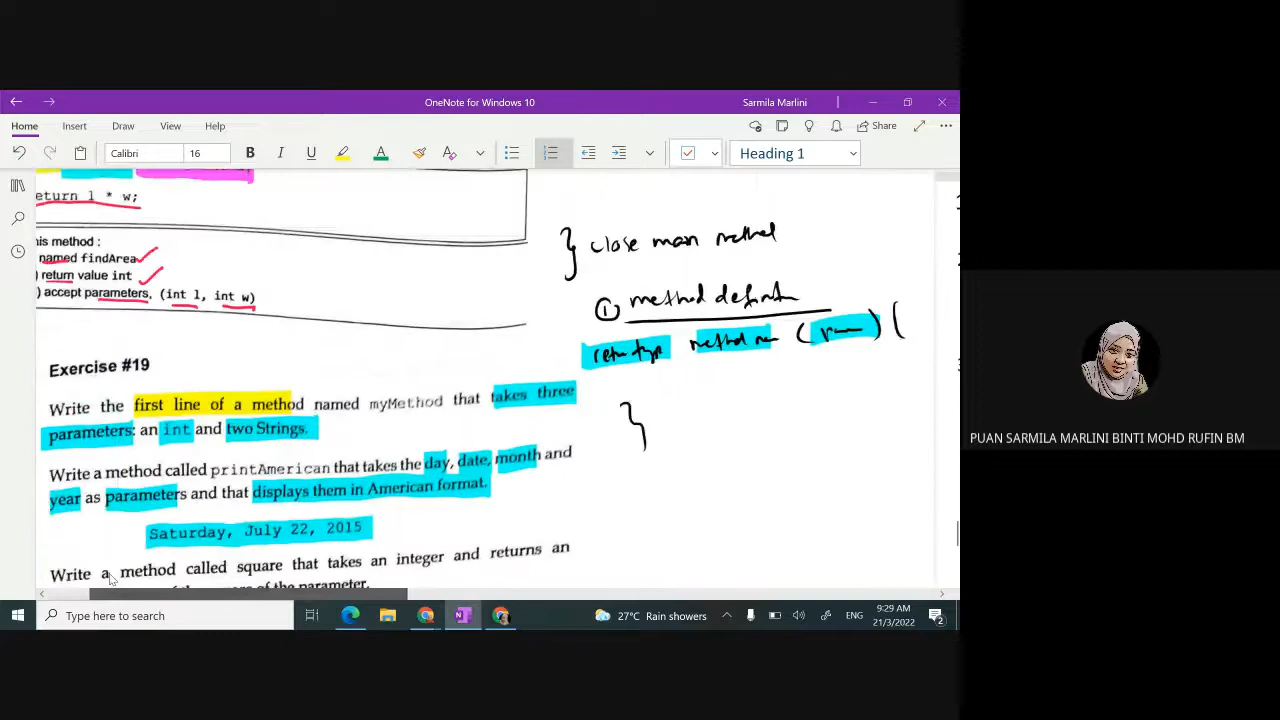 OneNote for Windows 10
Sarmila Marlini
Home Insert Draw View Help
Share
Calibri 16 B I U A Heading 1
eturn l * w;
his method :
named findArea
) return value int
) accept parameters, (int l, int w)
} close main method
① method definition
return type method name (
}
Exercise #19
Write the first line of a method named myMethod that takes three
parameters: an int and two Strings.
Write a method called printAmerican that takes the day, date, month and
year as parameters and that displays them in American format.
Saturday, July 22, 2015
Write a method called square that takes an integer and returns an
of the parameter.
PUAN SARMILA MARLINI BINTI MOHD RUFIN BM
Type here to search
27°C Rain showers
ENG
9:29 AM
21/3/2022
2